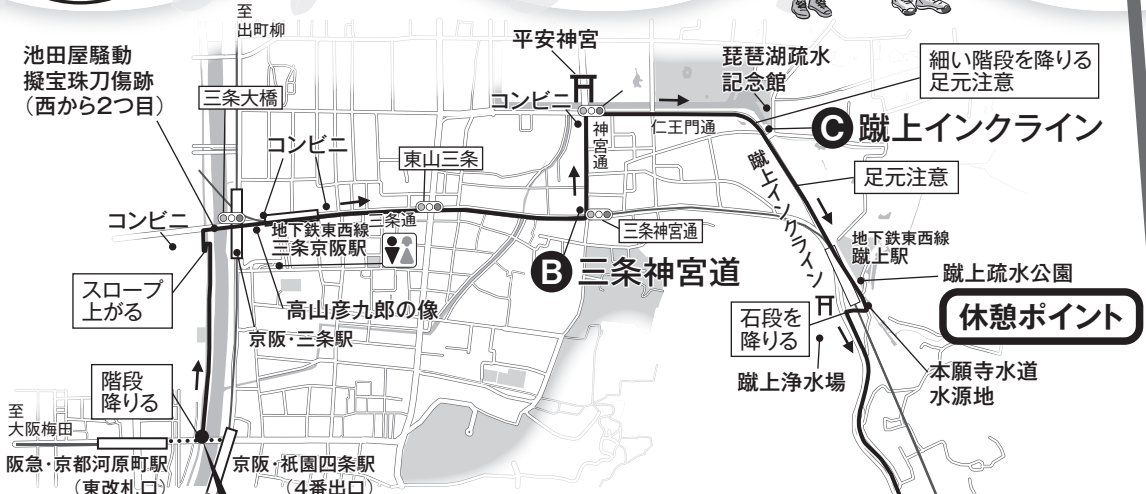 至
出町柳
池田屋騒動
擬宝珠刀傷跡
(西から2つ目)
三条大橋
コンビニ
コンビニ
東山三条
平安神宮
コンビニ
神宮通
仁王門通
琵琶湖疏水
記念館
細い階段を降りる
足元注意
C 蹴上インクライン
足元注意
蹴上インクライン
三条通
地下鉄東西線
三条京阪駅
三条神宮通
B 三条神宮道
地下鉄東西線
蹴上駅
蹴上疏水公園
休憩ポイント
スロープ
上がる
高山彦九郎の像
京阪・三条駅
石段を
降りる
蹴上浄水場
本願寺水道
水源地
階段
降りる
至
大阪梅田
阪急・京都河原町駅
(東改札口)
京阪・祇園四条駅
(4番出口)